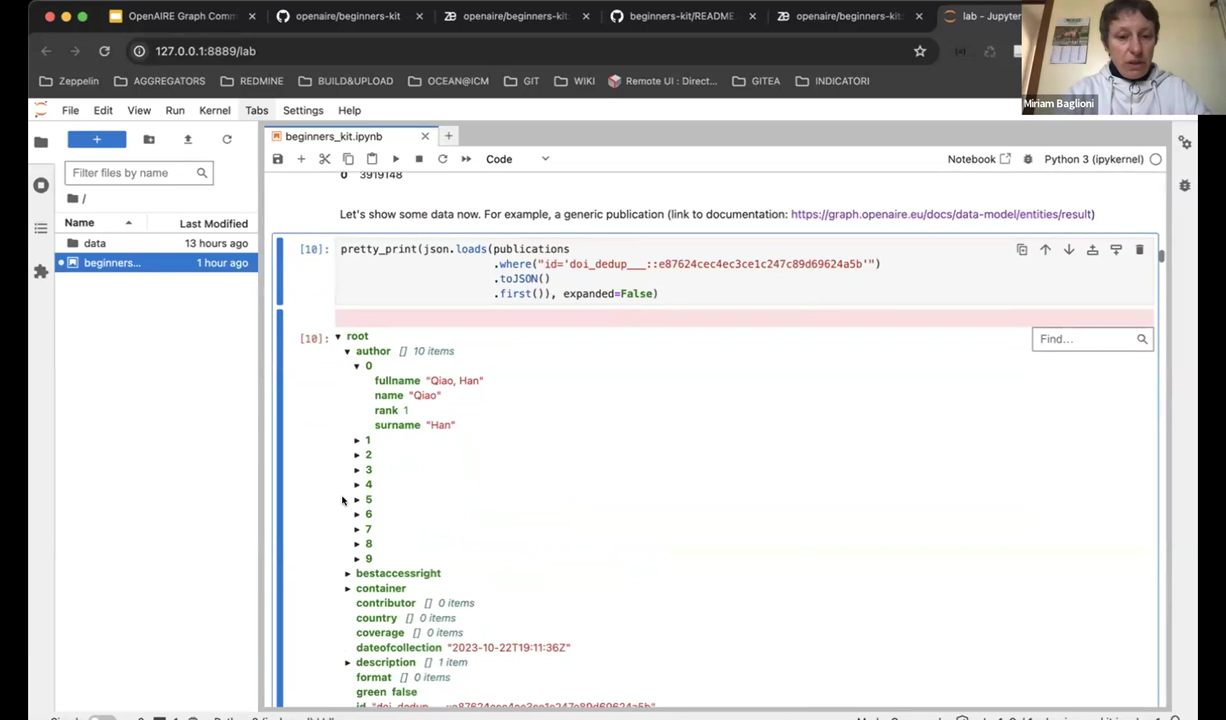 OpenAIRE Graph Comm
openaire/beginners-kit
openaire/beginners-kit
beginners-kit/README
openaire/beginners-kit
lab - Jupyter
127.0.0.1:8889/lab
Zeppelin
AGGREGATORS
REDMINE
BUILD&UPLOAD
OCEAN@ICM
GIT
WIKI
Remote UI : Direct...
GITEA
INDICATORI
Miriam Baglioni
File Edit View Run Kernel Tabs Settings Help
beginners_kit.ipynb
Filter files by name
Code
Notebook
Python 3 (ipykernel)
/
Name Last Modified
data 13 hours ago
beginners... 1 hour ago
0 3919148
Let's show some data now. For example, a generic publication (link to documentation: https://graph.openaire.eu/docs/data-model/entities/result)
[10]: pretty_print(json.loads(publications
.where("id='doi_dedup___::e87624cec4ec3ce1c247c89d69624a5b'")
.toJSON()
.first()), expanded=False)
[10]: root
Find...
author [] 10 items
0
fullname "Qiao, Han"
name "Qiao"
rank 1
surname "Han"
1
2
3
4
5
6
7
8
9
bestaccessright
container
contributor [] 0 items
country [] 0 items
coverage [] 0 items
dateofcollection "2023-10-22T19:11:36Z"
description [] 1 item
format [] 0 items
green false
id "doi_dedup___::e87624cec4ec3ce1c247c89d69624a5b"